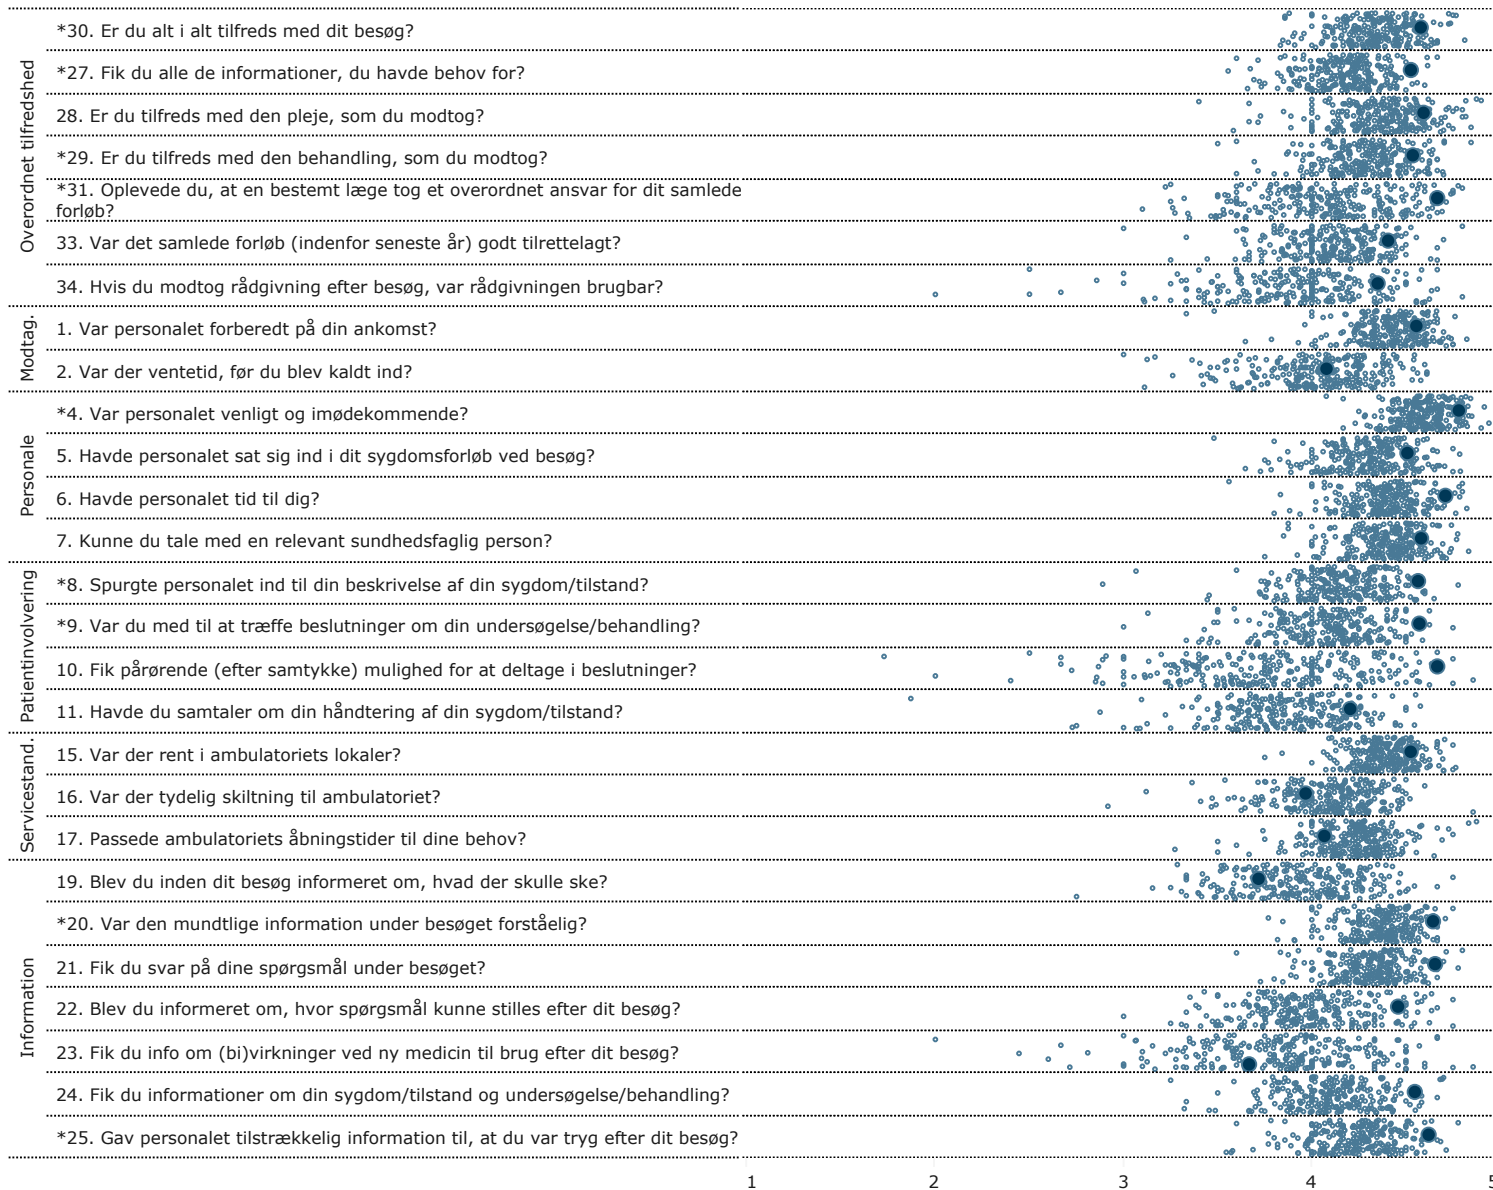 Overordnet tilfredshed
*30. Er du alt i alt tilfreds med dit besøg?
*27. Fik du alle de informationer, du havde behov for?
28. Er du tilfreds med den pleje, som du modtog?
*29. Er du tilfreds med den behandling, som du modtog?
*31. Oplevede du, at en bestemt læge tog et overordnet ansvar for dit samlede
forløb?
33. Var det samlede forløb (indenfor seneste år) godt tilrettelagt?
34. Hvis du modtog rådgivning efter besøg, var rådgivningen brugbar?
Modtag.
1. Var personalet forberedt på din ankomst?
2. Var der ventetid, før du blev kaldt ind?
Personale
*4. Var personalet venligt og imødekommende?
5. Havde personalet sat sig ind i dit sygdomsforløb ved besøg?
6. Havde personalet tid til dig?
7. Kunne du tale med en relevant sundhedsfaglig person?
Patientinvolvering
*8. Spurgte personalet ind til din beskrivelse af din sygdom/tilstand?
*9. Var du med til at træffe beslutninger om din undersøgelse/behandling?
10. Fik pårørende (efter samtykke) mulighed for at deltage i beslutninger?
11. Havde du samtaler om din håndtering af din sygdom/tilstand?
Servicestand.
15. Var der rent i ambulatoriets lokaler?
16. Var der tydelig skiltning til ambulatoriet?
17. Passede ambulatoriets åbningstider til dine behov?
Information
19. Blev du inden dit besøg informeret om, hvad der skulle ske?
*20. Var den mundtlige information under besøget forståelig?
21. Fik du svar på dine spørgsmål under besøget?
22. Blev du informeret om, hvor spørgsmål kunne stilles efter dit besøg?
23. Fik du info om (bi)virkninger ved ny medicin til brug efter dit besøg?
24. Fik du informationer om din sygdom/tilstand og undersøgelse/behandling?
*25. Gav personalet tilstrækkelig information til, at du var tryg efter dit besøg?
1 2 3 4 5